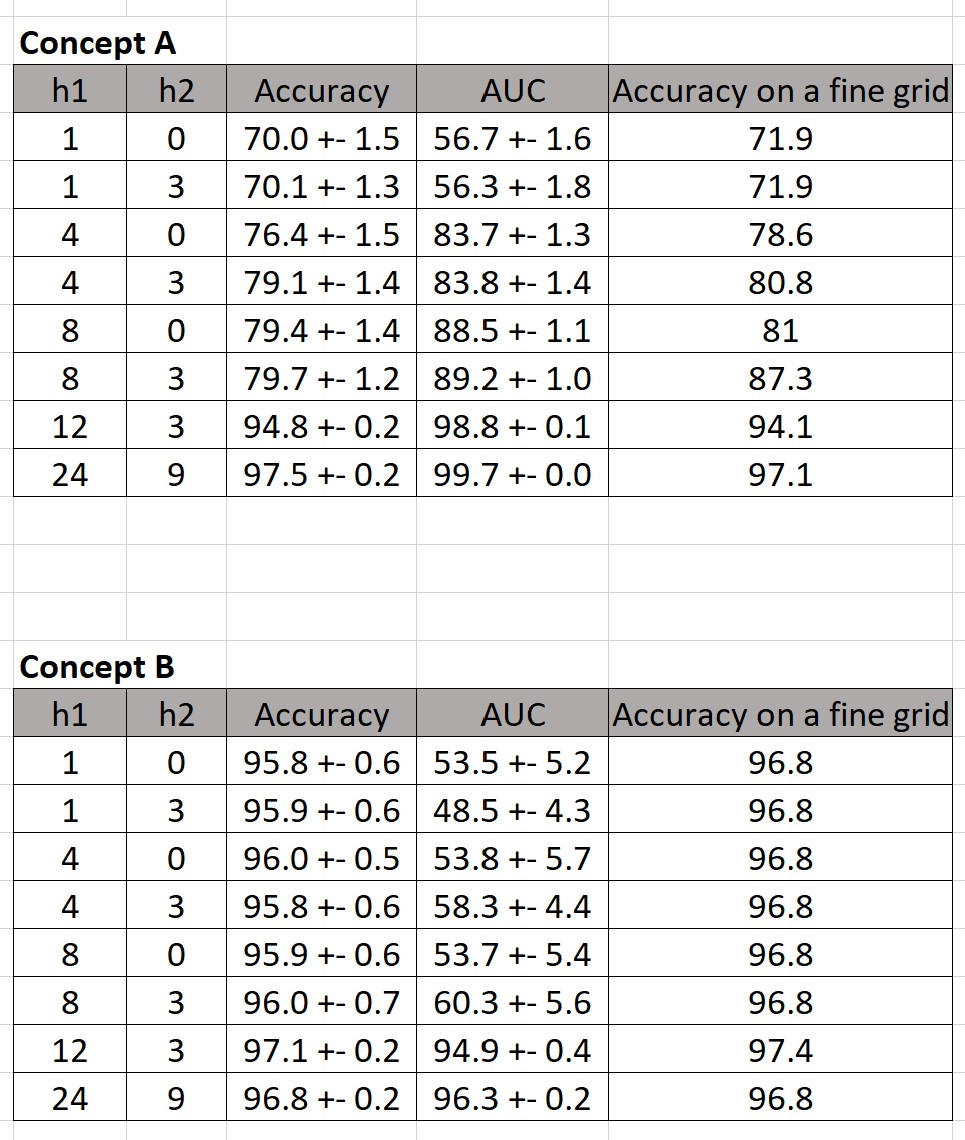 Concept A
h1 h2 Accuracy AUC Accuracy on a fine grid
1 0 70.0 +- 1.5 56.7 +- 1.6 71.9
1 3 70.1 +- 1.3 56.3 +- 1.8 71.9
4 0 76.4 +- 1.5 83.7 +- 1.3 78.6
4 3 79.1 +- 1.4 83.8 +- 1.4 80.8
8 0 79.4 +- 1.4 88.5 +- 1.1 81
8 3 79.7 +- 1.2 89.2 +- 1.0 87.3
12 3 94.8 +- 0.2 98.8 +- 0.1 94.1
24 9 97.5 +- 0.2 99.7 +- 0.0 97.1
Concept B
h1 h2 Accuracy AUC Accuracy on a fine grid
1 0 95.8 +- 0.6 53.5 +- 5.2 96.8
1 3 95.9 +- 0.6 48.5 +- 4.3 96.8
4 0 96.0 +- 0.5 53.8 +- 5.7 96.8
4 3 95.8 +- 0.6 58.3 +- 4.4 96.8
8 0 95.9 +- 0.6 53.7 +- 5.4 96.8
8 3 96.0 +- 0.7 60.3 +- 5.6 96.8
12 3 97.1 +- 0.2 94.9 +- 0.4 97.4
24 9 96.8 +- 0.2 96.3 +- 0.2 96.8